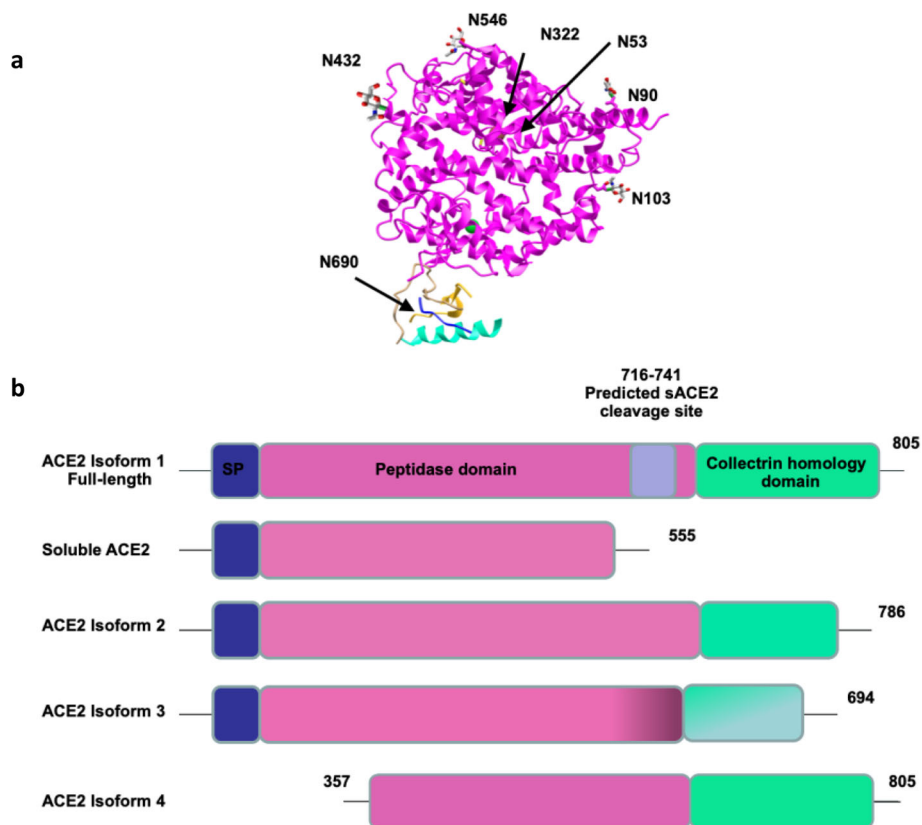 a
N546
N322
N53
N432
N90
N103
N690
b
716-741
Predicted sACE2
cleavage site
805
ACE2 Isoform 1
Full-length
SP
Peptidase domain
Collectrin homology
domain
Soluble ACE2
555
ACE2 Isoform 2
786
ACE2 Isoform 3
694
357
805
ACE2 Isoform 4